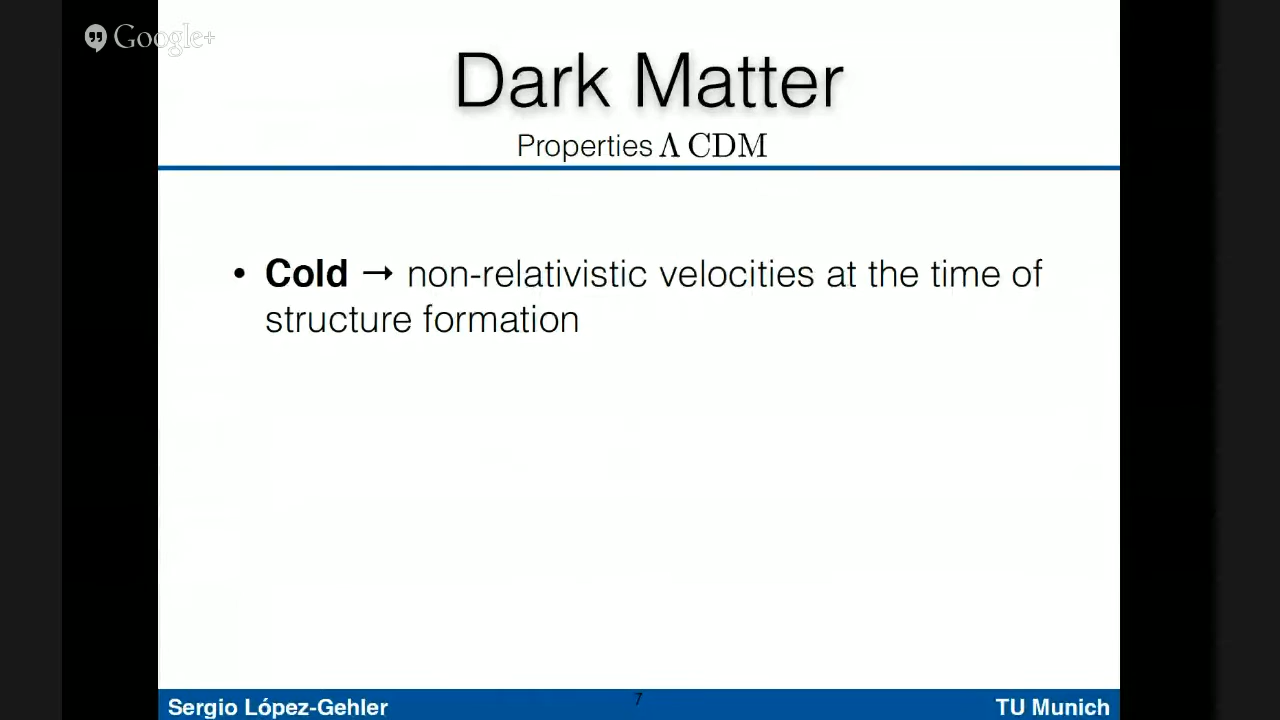 Google+
Dark Matter
Properties Λ CDM
• Cold → non-relativistic velocities at the time of
structure formation
7
Sergio López-Gehler
TU Munich